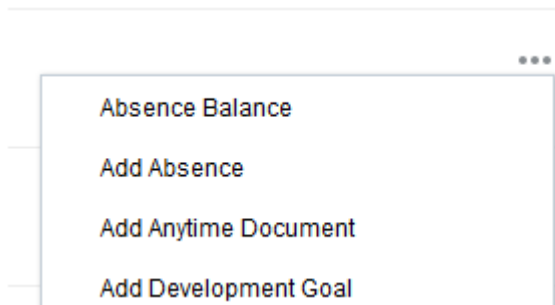 Absence Balance
Add Absence
Add Anytime Document
Add Development Goal